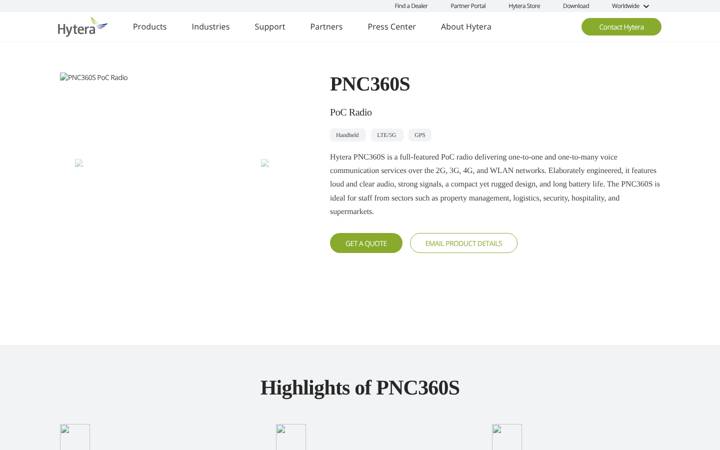 Find a Dealer Partner Portal Hytera Store Download Worldwide
Hytera Products Industries Support Partners Press Center About Hytera Contact Hytera
PNC360S PoC Radio
PNC360S
PoC Radio
Handheld LTE/5G GPS
Hytera PNC360S is a full-featured PoC radio delivering one-to-one and one-to-many voice
communication services over the 2G, 3G, 4G, and WLAN networks. Elaborately engineered, it features
loud and clear audio, strong signals, a compact yet rugged design, and long battery life. The PNC360S is
ideal for staff from sectors such as property management, logistics, security, hospitality, and
supermarkets.
GET A QUOTE EMAIL PRODUCT DETAILS
Highlights of PNC360S